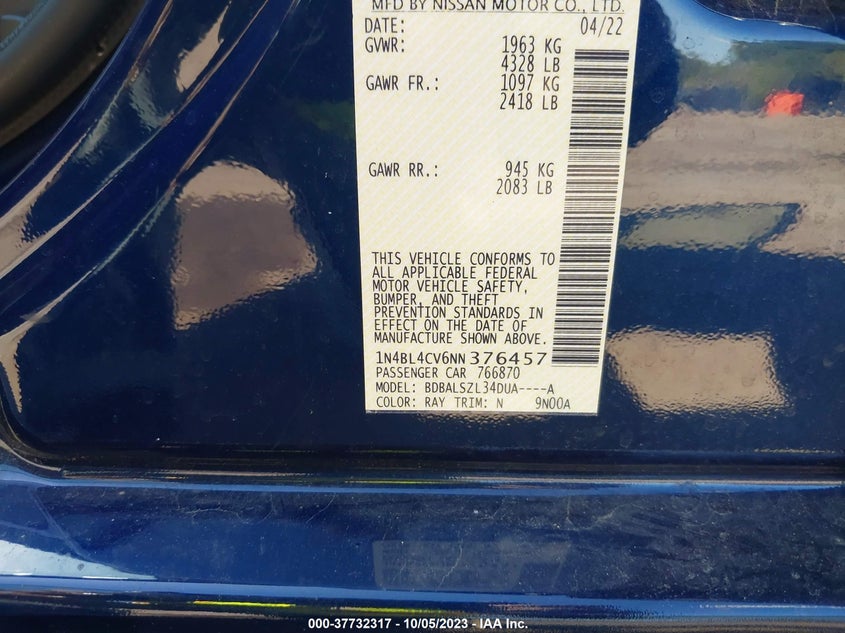 MFD BY NISSAN MOTOR CO., LTD.
DATE: 04/22
GVWR: 1963 KG
4328 LB
GAWR FR.: 1097 KG
2418 LB
GAWR RR.: 945 KG
2083 LB
THIS VEHICLE CONFORMS TO
ALL APPLICABLE FEDERAL
MOTOR VEHICLE SAFETY,
BUMPER, AND THEFT
PREVENTION STANDARDS IN
EFFECT ON THE DATE OF
MANUFACTURE SHOWN ABOVE.
1N4BL4CV6NN 376457
PASSENGER CAR 766870
MODEL: BDBALSZL34DUA----A
COLOR: RAY TRIM: N 9N00A
000-37732317 - 10/05/2023 - IAA Inc.